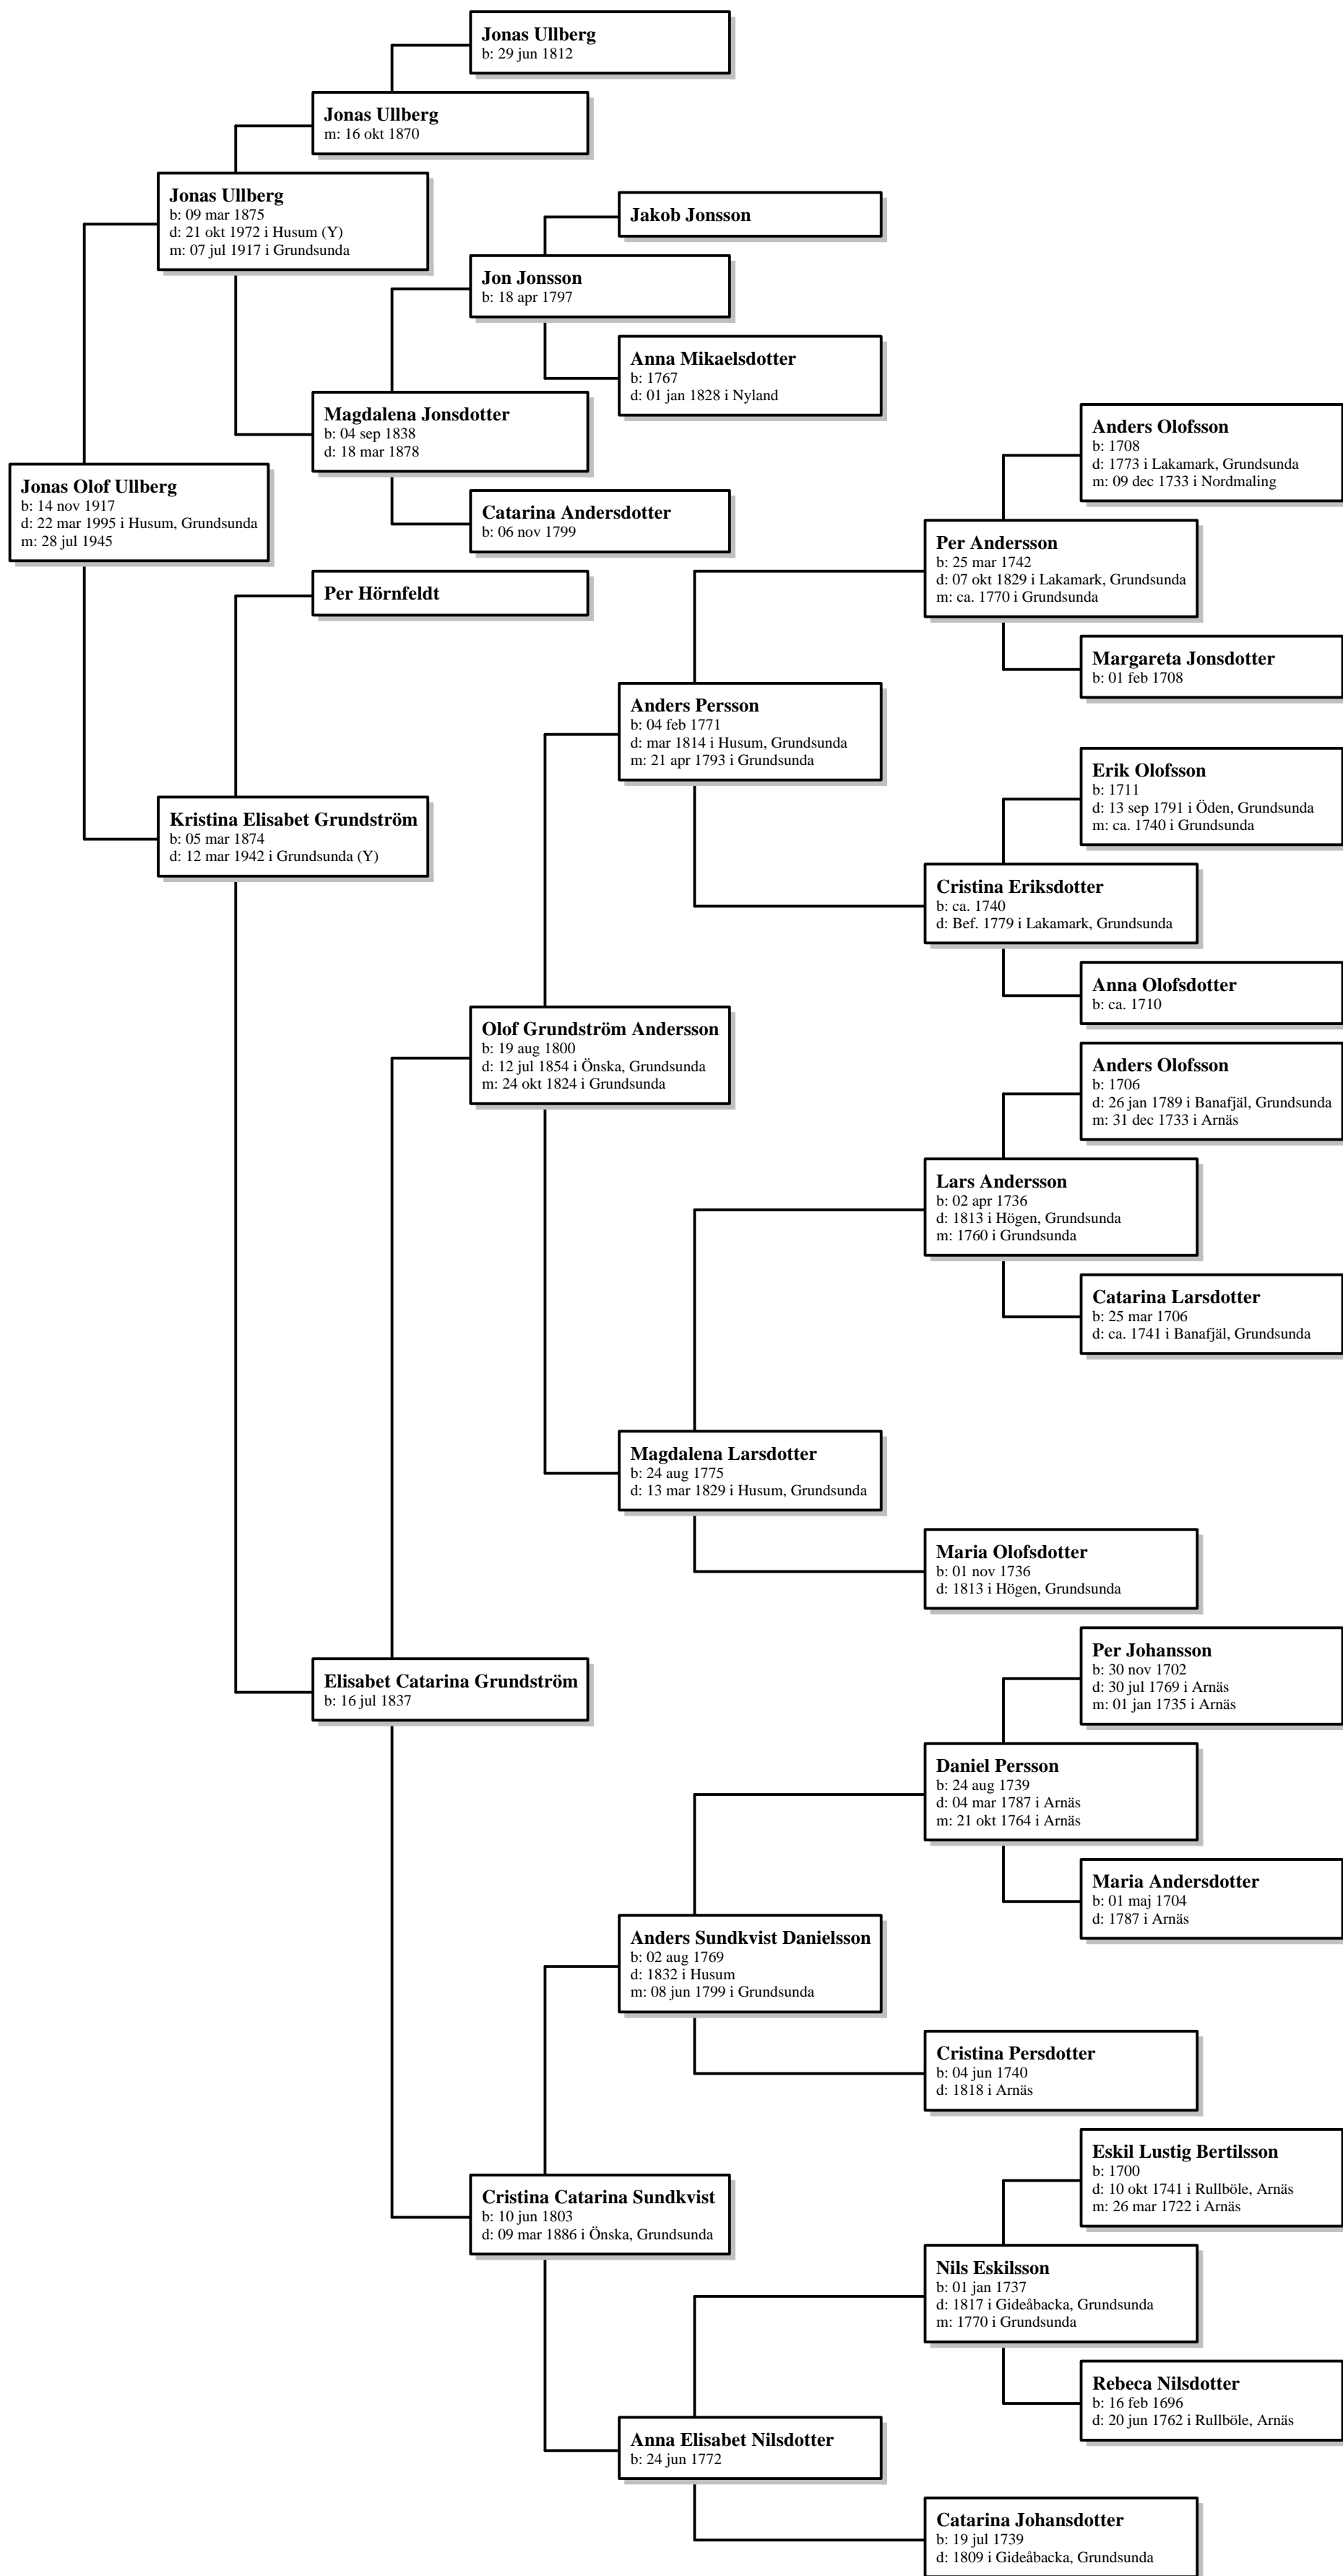 Jonas Ullberg
b: 29 jun 1812
Jonas Ullberg
m: 16 okt 1870
Jonas Ullberg
b: 09 mar 1875
d: 21 okt 1972 i Husum (Y)
m: 07 jul 1917 i Grundsunda
Jakob Jonsson
Jon Jonsson
b: 18 apr 1797
Anna Mikaelsdotter
b: 1767
d: 01 jan 1828 i Nyland
Magdalena Jonsdotter
b: 04 sep 1838
d: 18 mar 1878
Anders Olofsson
b: 1708
d: 1773 i Lakamark, Grundsunda
m: 09 dec 1733 i Nordmaling
Jonas Olof Ullberg
b: 14 nov 1917
d: 22 mar 1995 i Husum, Grundsunda
m: 28 jul 1945
Catarina Andersdotter
b: 06 nov 1799
Per Andersson
b: 25 mar 1742
d: 07 okt 1829 i Lakamark, Grundsunda
m: ca. 1770 i Grundsunda
Per Hörnfeldt
Margareta Jonsdotter
b: 01 feb 1708
Anders Persson
b: 04 feb 1771
d: mar 1814 i Husum, Grundsunda
m: 21 apr 1793 i Grundsunda
Erik Olofsson
b: 1711
d: 13 sep 1791 i Öden, Grundsunda
m: ca. 1740 i Grundsunda
Kristina Elisabet Grundström
b: 05 mar 1874
d: 12 mar 1942 i Grundsunda (Y)
Cristina Eriksdotter
b: ca. 1740
d: Bef. 1779 i Lakamark, Grundsunda
Anna Olofsdotter
b: ca. 1710
Olof Grundström Andersson
b: 19 aug 1800
d: 12 jul 1854 i Önska, Grundsunda
m: 24 okt 1824 i Grundsunda
Anders Olofsson
b: 1706
d: 26 jan 1789 i Banafjäl, Grundsunda
m: 31 dec 1733 i Arnäs
Lars Andersson
b: 02 apr 1736
d: 1813 i Högen, Grundsunda
m: 1760 i Grundsunda
Catarina Larsdotter
b: 25 mar 1706
d: ca. 1741 i Banafjäl, Grundsunda
Magdalena Larsdotter
b: 24 aug 1775
d: 13 mar 1829 i Husum, Grundsunda
Maria Olofsdotter
b: 01 nov 1736
d: 1813 i Högen, Grundsunda
Per Johansson
b: 30 nov 1702
d: 30 jul 1769 i Arnäs
m: 01 jan 1735 i Arnäs
Elisabet Catarina Grundström
b: 16 jul 1837
Daniel Persson
b: 24 aug 1739
d: 04 mar 1787 i Arnäs
m: 21 okt 1764 i Arnäs
Maria Andersdotter
b: 01 maj 1704
d: 1787 i Arnäs
Anders Sundkvist Danielsson
b: 02 aug 1769
d: 1832 i Husum
m: 08 jun 1799 i Grundsunda
Cristina Persdotter
b: 04 jun 1740
d: 1818 i Arnäs
Eskil Lustig Bertilsson
b: 1700
d: 10 okt 1741 i Rullböle, Arnäs
m: 26 mar 1722 i Arnäs
Cristina Catarina Sundkvist
b: 10 jun 1803
d: 09 mar 1886 i Önska, Grundsunda
Nils Eskilsson
b: 01 jan 1737
d: 1817 i Gideåbacka, Grundsunda
m: 1770 i Grundsunda
Rebeca Nilsdotter
b: 16 feb 1696
d: 20 jun 1762 i Rullböle, Arnäs
Anna Elisabet Nilsdotter
b: 24 jun 1772
Catarina Johansdotter
b: 19 jul 1739
d: 1809 i Gideåbacka, Grundsunda